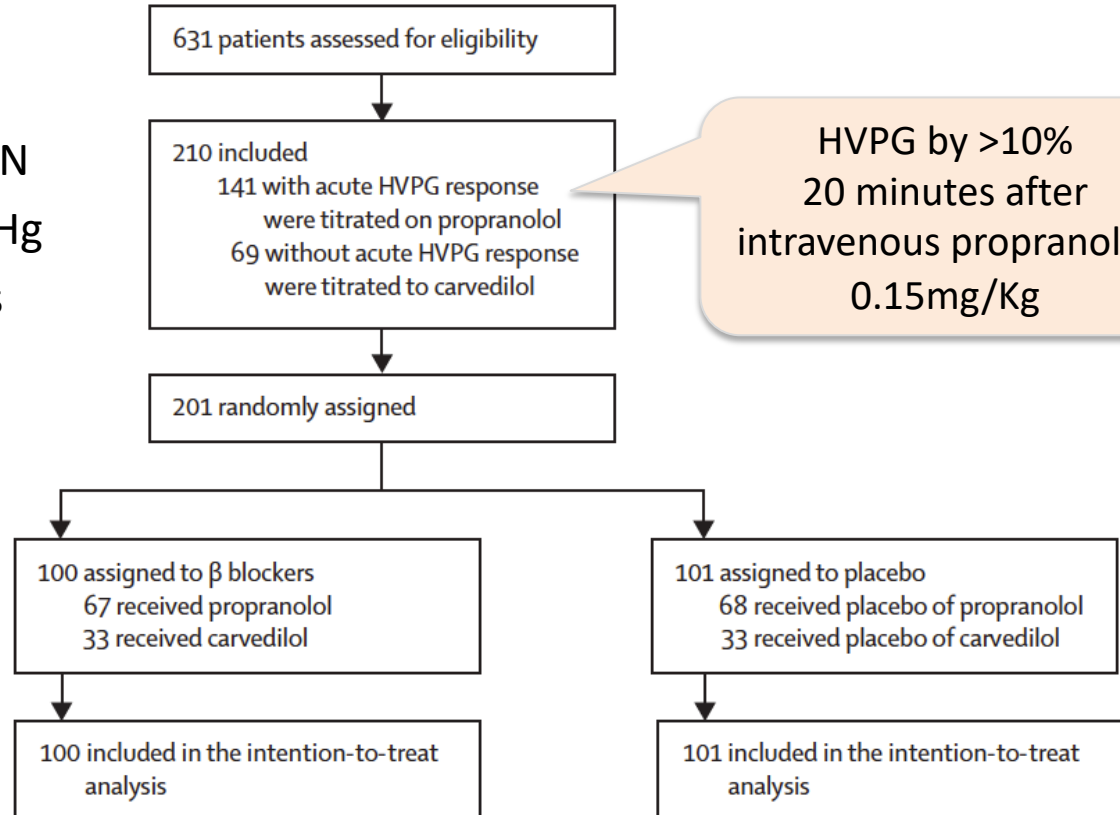 631 patients assessed for eligibility
N
Hg
s
210 included
141 with acute HVPG response
were titrated on propranolol
69 without acute HVPG response
were titrated to carvedilol
HVPG by >10%
20 minutes after
intravenous propranol
0.15mg/Kg
201 randomly assigned
100 assigned to β blockers
67 received propranolol
33 received carvedilol
101 assigned to placebo
68 received placebo of propranolol
33 received placebo of carvedilol
100 included in the intention-to-treat
analysis
101 included in the intention-to-treat
analysis